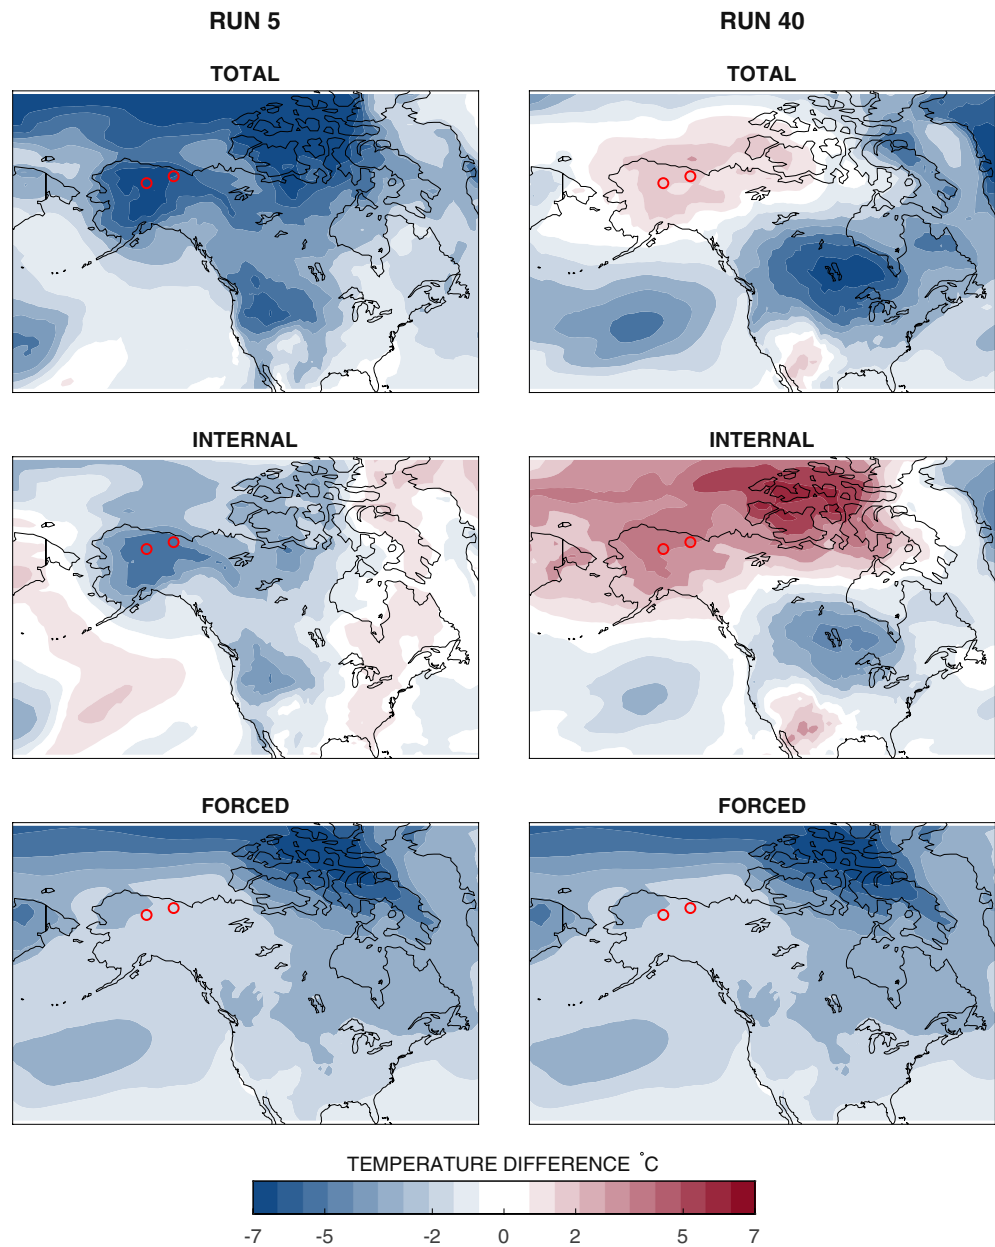 RUN 5
RUN 40
TOTAL
TOTAL
INTERNAL
INTERNAL
FORCED
FORCED
TEMPERATURE DIFFERENCE °C
-7 -5 -2 0 2 5 7